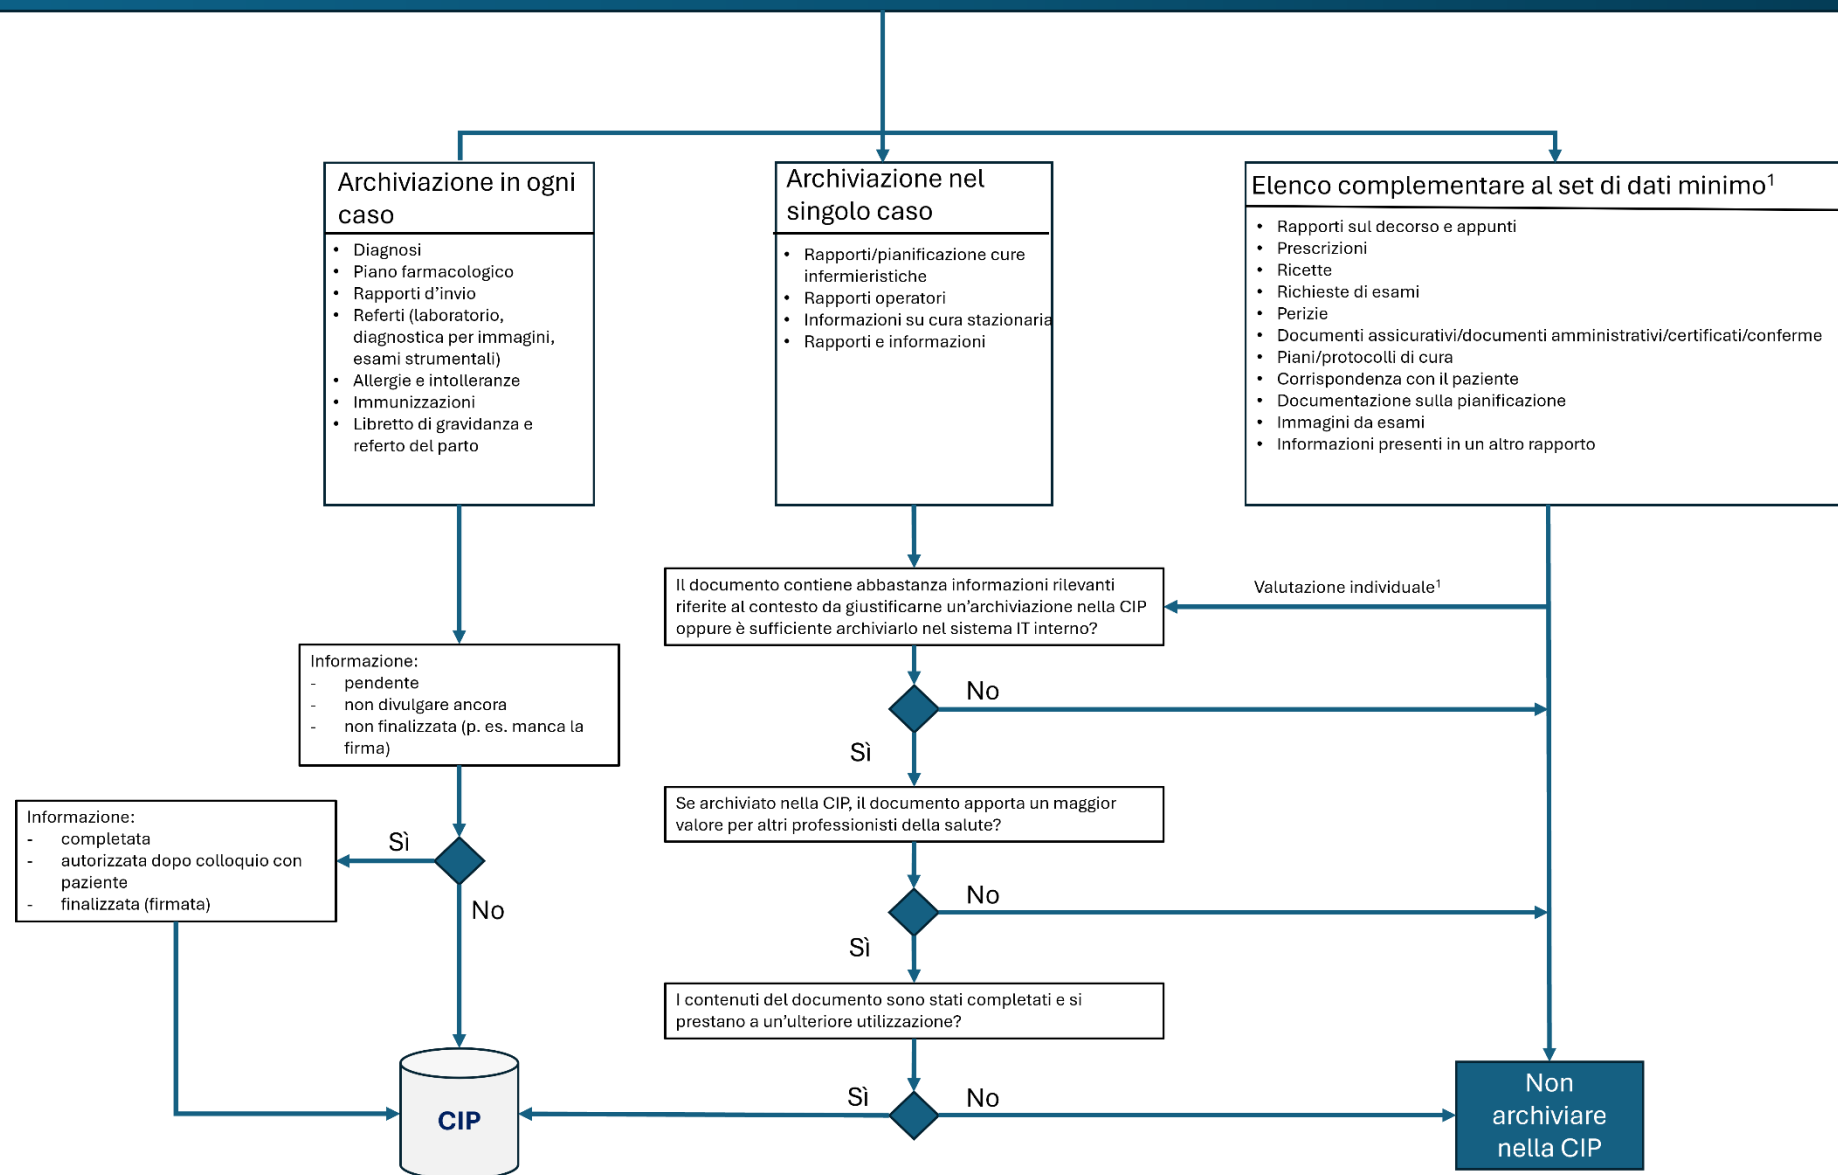 Archiviazione in ogni
caso
• Diagnosi
• Piano farmacologico
• Rapporti d’invio
• Referti (laboratorio,
diagnostica per immagini,
esami strumentali)
• Allergie e intolleranze
• Immunizzazioni
• Libretto di gravidanza e
referto del parto
Archiviazione nel
singolo caso
• Rapporti/pianificazione cure
infermieristiche
• Rapporti operatori
• Informazioni su cura stazionaria
• Rapporti e informazioni
Elenco complementare al set di dati minimo¹
• Rapporti sul decorso e appunti
• Prescrizioni
• Ricette
• Richieste di esami
• Perizie
• Documenti assicurativi/documenti amministrativi/certificati/conferme
• Piani/protocolli di cura
• Corrispondenza con il paziente
• Documentazione sulla pianificazione
• Immagini da esami
• Informazioni presenti in un altro rapporto
Il documento contiene abbastanza informazioni rilevanti
riferite al contesto da giustificarne un’archiviazione nella CIP
oppure è sufficiente archiviarlo nel sistema IT interno?
Valutazione individuale¹
Informazione:
- pendente
- non divulgare ancora
- non finalizzata (p. es. manca la
firma)
No
Sì
Se archiviato nella CIP, il documento apporta un maggior
valore per altri professionisti della salute?
Informazione:
- completata
- autorizzata dopo colloquio con
paziente
- finalizzata (firmata)
Sì
No
No
Sì
I contenuti del documento sono stati completati e si
prestano a un’ulteriore utilizzazione?
CIP
Sì
No
Non
archiviare
nella CIP